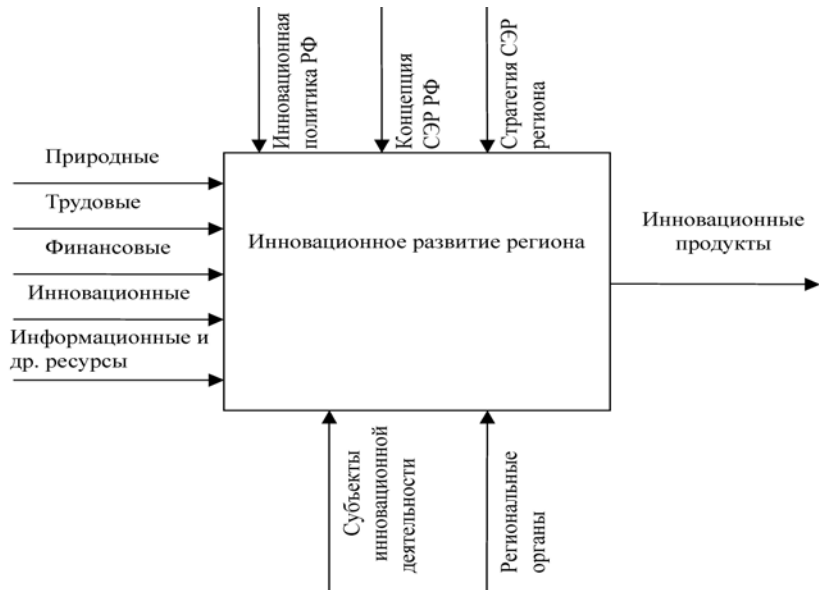 Инновационная
политика РФ
Концепция
СЭР РФ
Стратегия СЭР
региона
Природные
Трудовые
Финансовые
Инновационные
Информационные и
др. ресурсы
Инновационное развитие региона
Инновационные
продукты
Субъекты
инновационной
деятельности
Региональные
органы